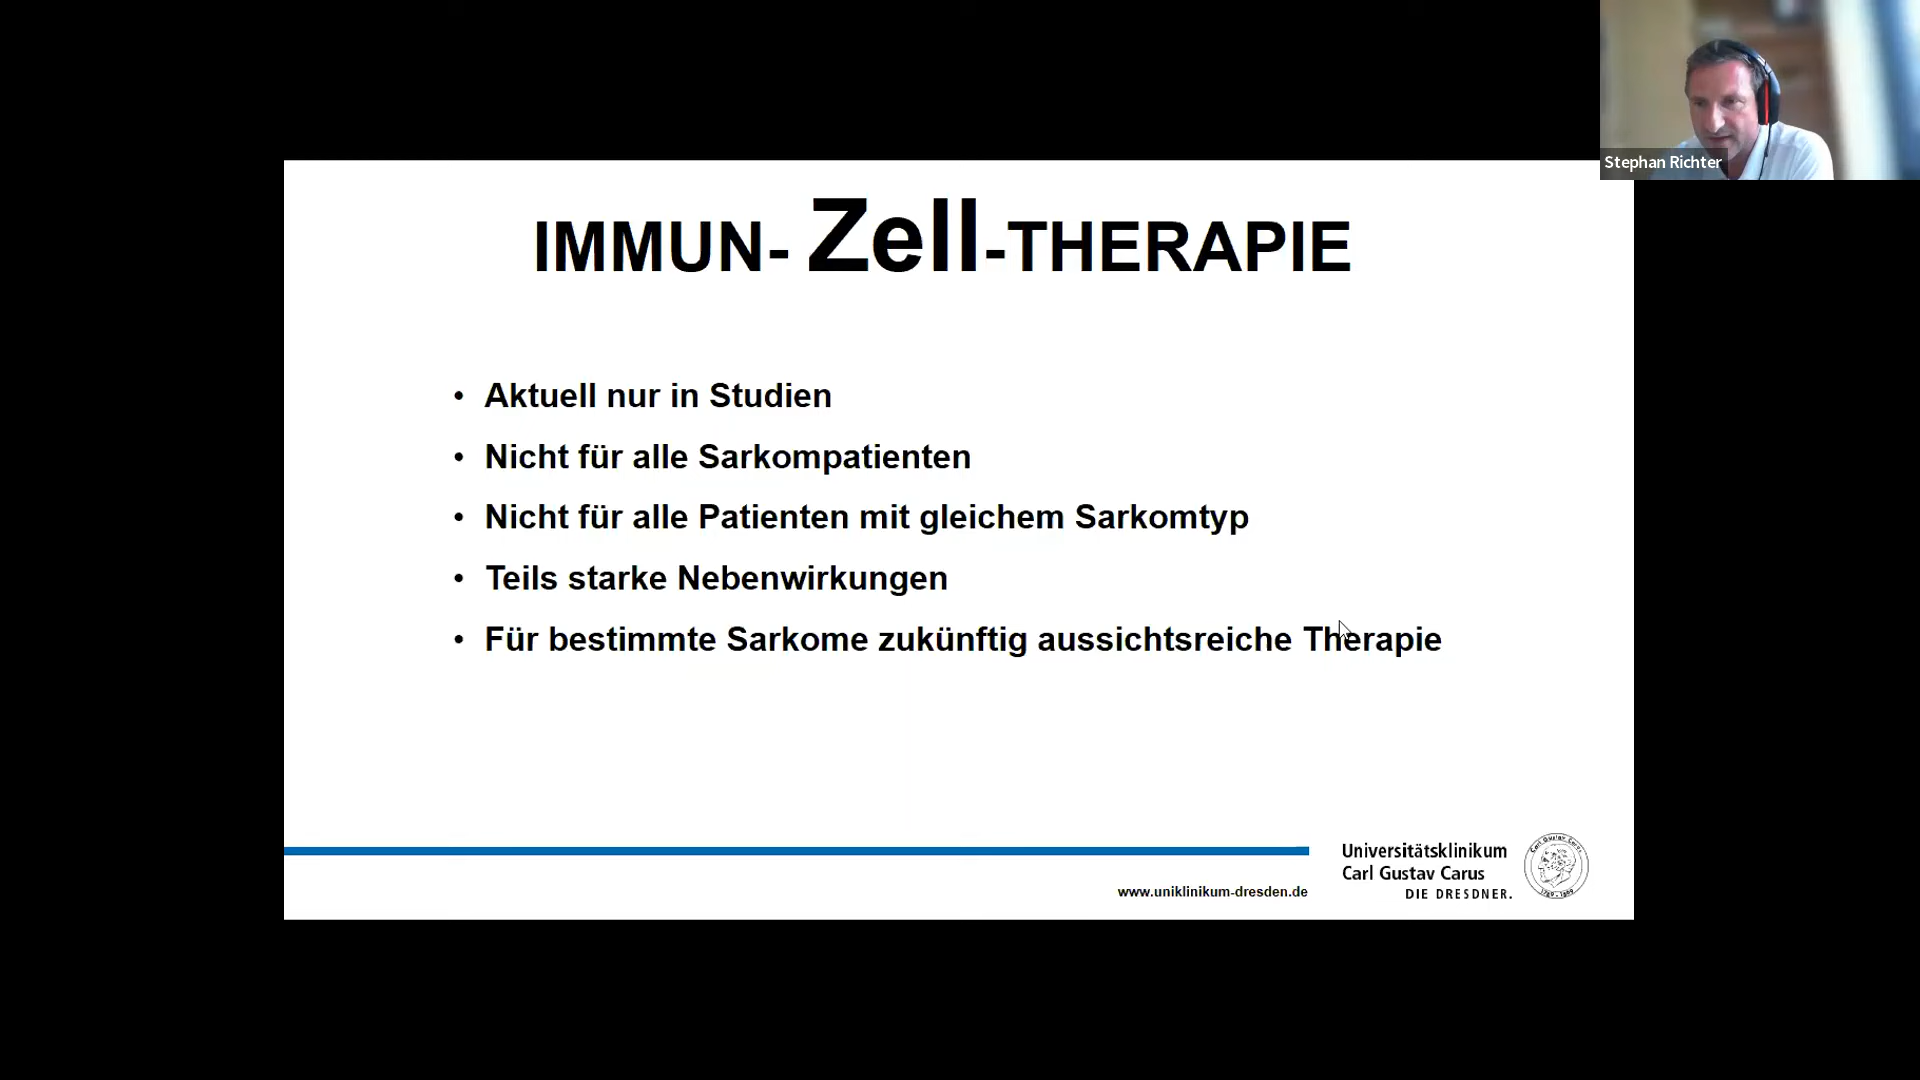 Stephan Richter
IMMUN- Zell-THERAPIE
• Aktuell nur in Studien
• Nicht für alle Sarkompatienten
• Nicht für alle Patienten mit gleichem Sarkomtyp
• Teils starke Nebenwirkungen
• Für bestimmte Sarkome zukünftig aussichtsreiche Therapie
www.uniklinikum-dresden.de
Universitätsklinikum
Carl Gustav Carus
DIE DRESDNER.